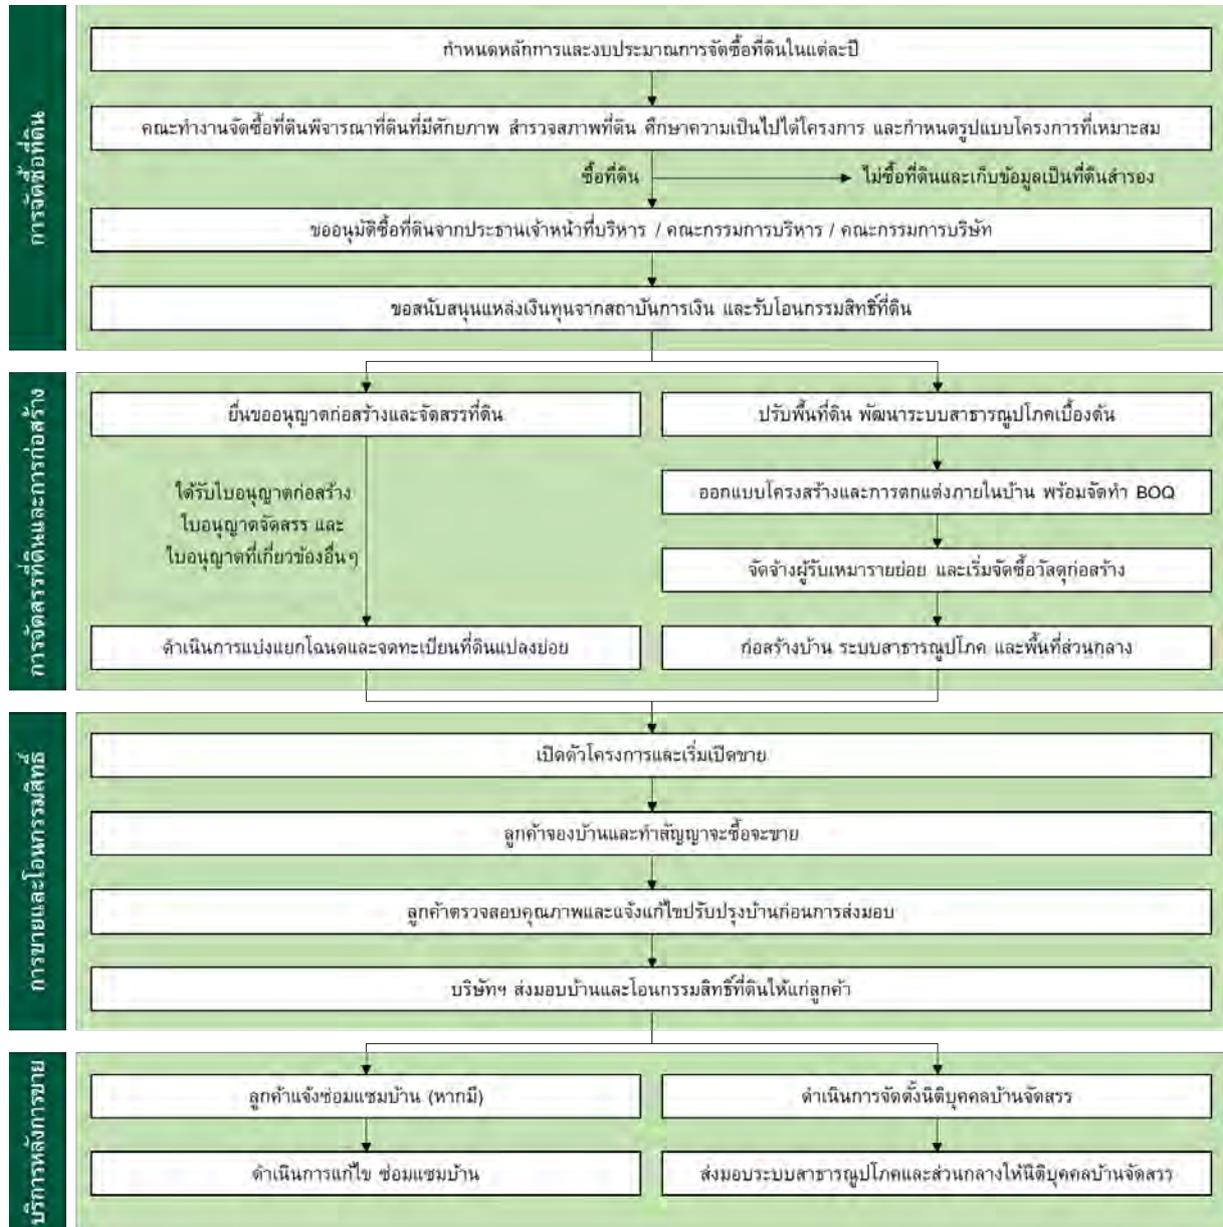 การจัดซื้อที่ดิน
กำหนดหลักการและงบประมาณการจัดซื้อที่ดินในแต่ละปี
คณะทำงานจัดซื้อที่ดินพิจารณาที่ดินที่มีศักยภาพ สำรวจสภาพที่ดิน ศึกษาความเป็นไปได้โครงการ และกำหนดรูปแบบโครงการที่เหมาะสม
ซื้อที่ดิน
ไม่ซื้อที่ดินและเก็บข้อมูลเป็นที่ดินสำรอง
ขออนุมัติซื้อที่ดินจากประธานเจ้าหน้าที่บริหาร / คณะกรรมการบริหาร / คณะกรรมการบริษัท
ขอสนับสนุนแหล่งเงินทุนจากสถาบันการเงิน และรับโอนกรรมสิทธิ์ที่ดิน
การจัดสรรที่ดินและการก่อสร้าง
ยื่นขออนุญาตก่อสร้างและจัดสรรที่ดิน
ได้รับใบอนุญาตก่อสร้าง
ใบอนุญาตจัดสรร และ
ใบอนุญาตที่เกี่ยวข้องอื่นๆ
ดำเนินการแบ่งแยกโฉนดและจดทะเบียนที่ดินแปลงย่อย
ปรับพื้นที่ดิน พัฒนาระบบสาธารณูปโภคเบื้องต้น
ออกแบบโครงสร้างและการตกแต่งภายในบ้าน พร้อมจัดทำ BOQ
จัดจ้างผู้รับเหมารายย่อย และเริ่มจัดซื้อวัสดุก่อสร้าง
ก่อสร้างบ้าน ระบบสาธารณูปโภค และพื้นที่ส่วนกลาง
การขายและโอนกรรมสิทธิ์
เปิดตัวโครงการและเริ่มเปิดขาย
ลูกค้าจองบ้านและทำสัญญาจะซื้อจะขาย
ลูกค้าตรวจสอบคุณภาพและแจ้งแก้ไขปรับปรุงบ้านก่อนการส่งมอบ
บริษัทฯ ส่งมอบบ้านและโอนกรรมสิทธิ์ที่ดินให้แก่ลูกค้า
บริการหลังการขาย
ลูกค้าแจ้งซ่อมแซมบ้าน (หากมี)
ดำเนินการแก้ไข ซ่อมแซมบ้าน
ดำเนินการจัดตั้งนิติบุคคลบ้านจัดสรร
ส่งมอบระบบสาธารณูปโภคและส่วนกลางให้นิติบุคคลบ้านจัดสรร